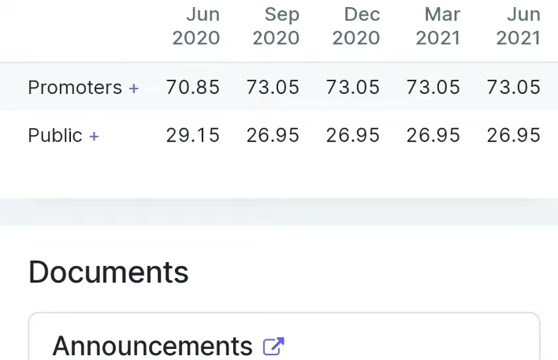 Jun Sep Dec Mar Jun
2020 2020 2020 2021 2021
Promoters + 70.85 73.05 73.05 73.05 73.05
Public + 29.15 26.95 26.95 26.95 26.95
Documents
Announcements